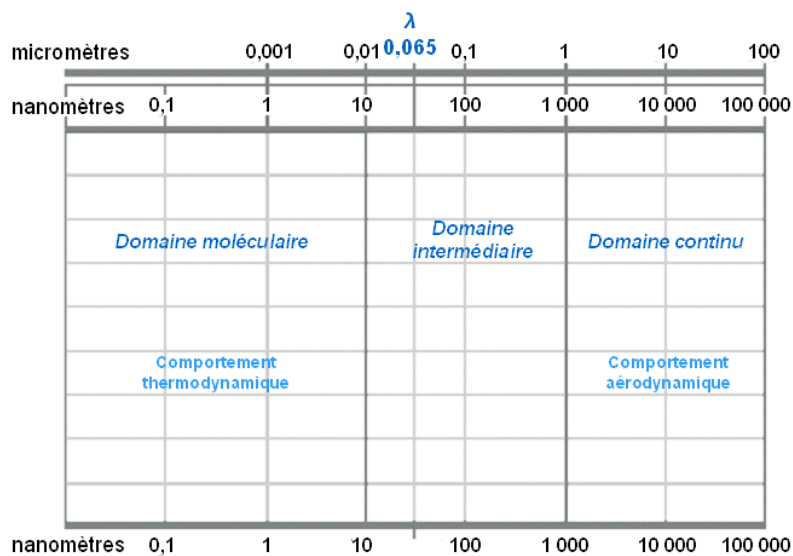 λ
micromètres 0,001 0,01 0,065 0,1 1 10 100
nanomètres 0,1 1 10 100 1 000 10 000 100 000
Domaine moléculaire
Domaine
intermédiaire
Domaine continu
Comportement
thermodynamique
Comportement
aérodynamique
nanomètres 0,1 1 10 100 1 000 10 000 100 000